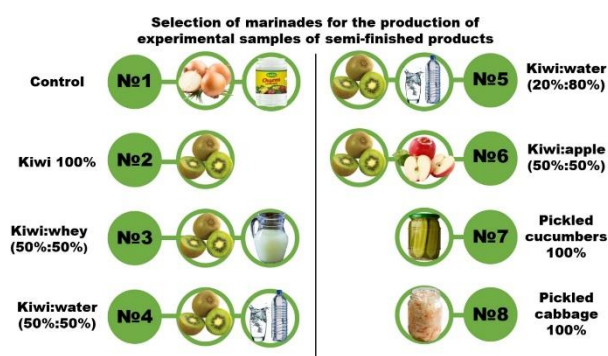 Selection of marinades for the production of
experimental samples of semi-finished products
Control
№1
Kiwi 100%
№2
Kiwi:whey
(50%:50%)
№3
Kiwi:water
(50%:50%)
№4
№5
Kiwi:water
(20%:80%)
№6
Kiwi:apple
(50%:50%)
№7
Pickled
cucumbers
100%
№8
Pickled
cabbage
100%